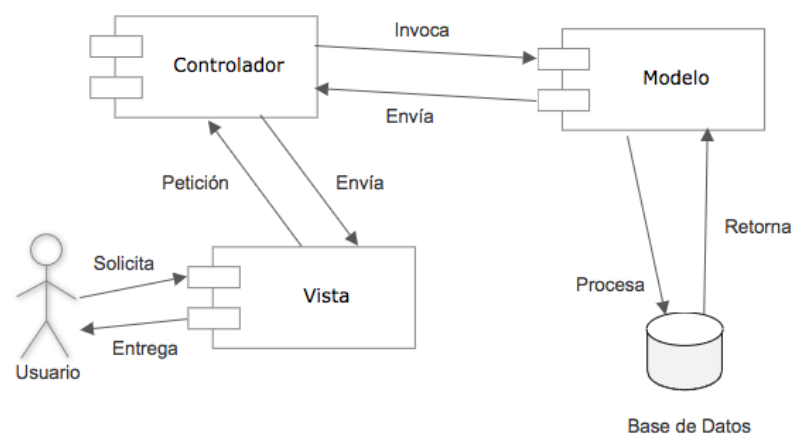 Invoca
Controlador
Modelo
Envía
Petición
Envía
Retorna
Solicita
Procesa
Vista
Entrega
Usuario
Base de Datos